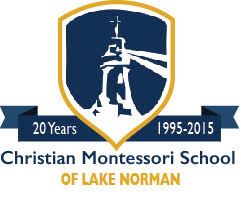 20 Years 1995-2015
Christian Montessori School
OF LAKE NORMAN